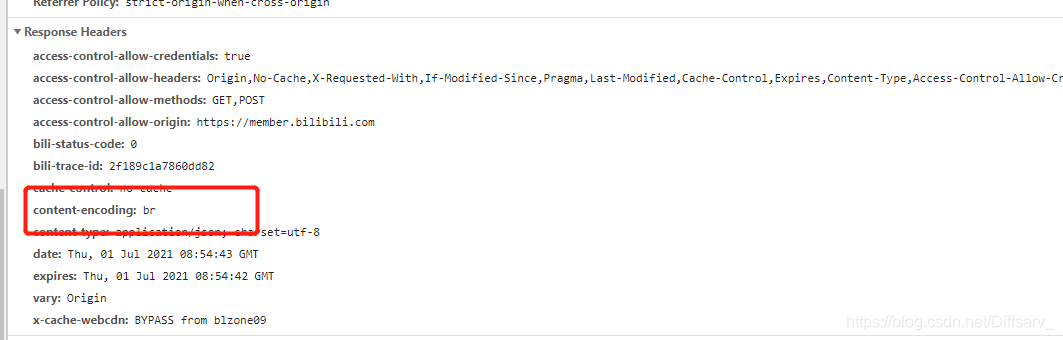 Referrer Policy: strict-origin-when-cross-origin
Response Headers
access-control-allow-credentials: true
access-control-allow-headers: Origin,No-Cache,X-Requested-With,If-Modified-Since,Pragma,Last-Modified,Cache-Control,Expires,Content-Type,Access-Control-Allow-Cr
access-control-allow-methods: GET,POST
access-control-allow-origin: https://member.bilibili.com
bili-status-code: 0
bili-trace-id: 2f189c1a7860dd82
cache-control: no-cache
content-encoding: br
content-type: application/json; charset=utf-8
date: Thu, 01 Jul 2021 08:54:43 GMT
expires: Thu, 01 Jul 2021 08:54:42 GMT
vary: Origin
x-cache-webcdn: BYPASS from blzone09
https://blog.csdn.net/Diffserv_